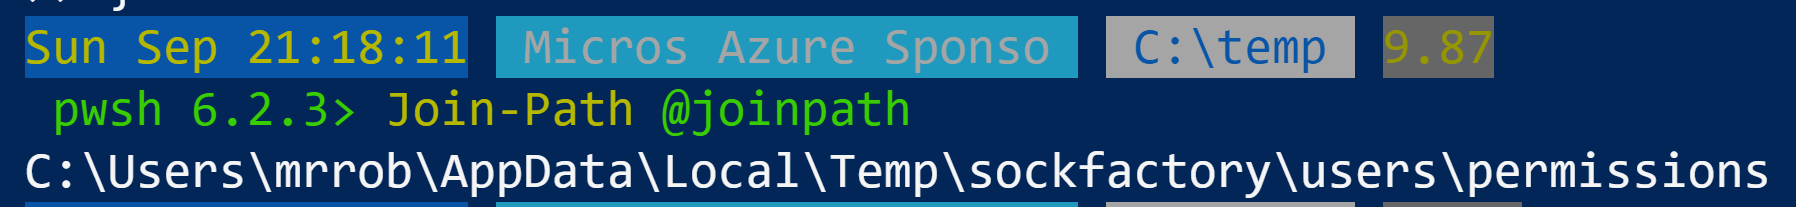 Sun Sep 21:18:11 Micros Azure Sponso C:\temp 9.87
pwsh 6.2.3> Join-Path @joinpath
C:\Users\mrrob\AppData\Local\Temp\sockfactory\users\permissions